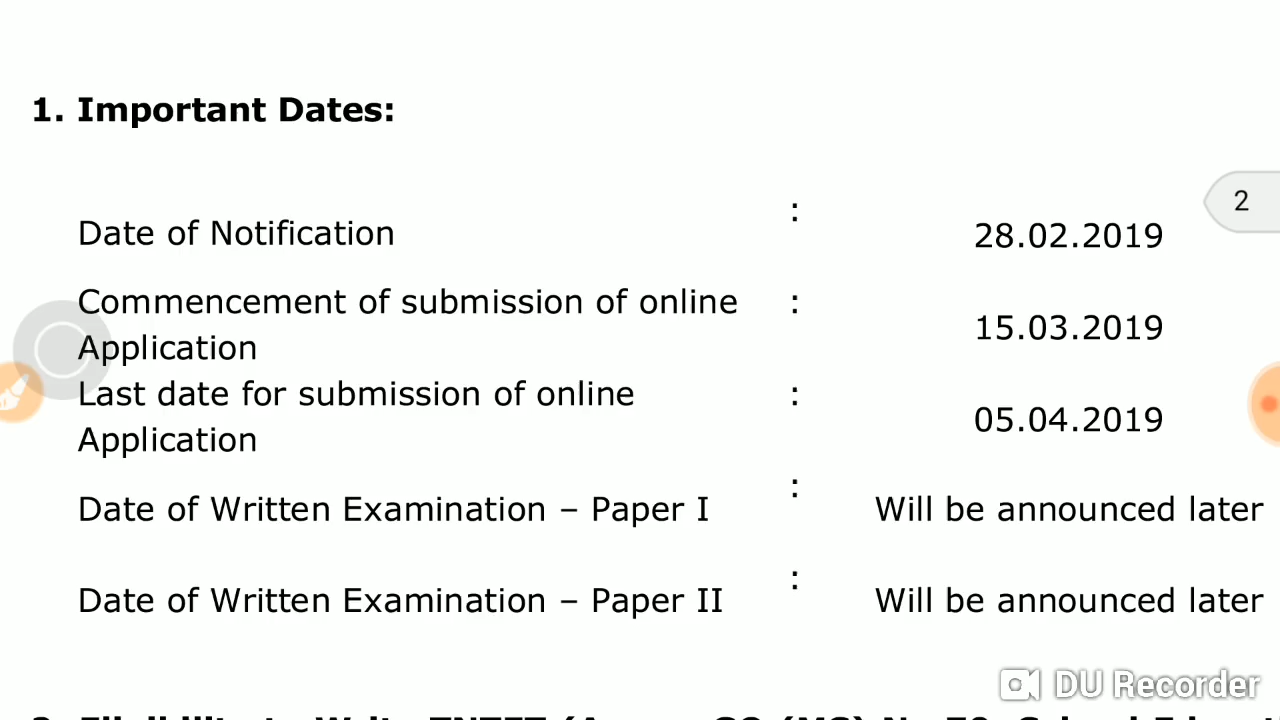 1. Important Dates:
2
Date of Notification : 28.02.2019
Commencement of submission of online :
Application 15.03.2019
Last date for submission of online :
Application 05.04.2019
Date of Written Examination – Paper I : Will be announced later
Date of Written Examination – Paper II : Will be announced later
DU Recorder